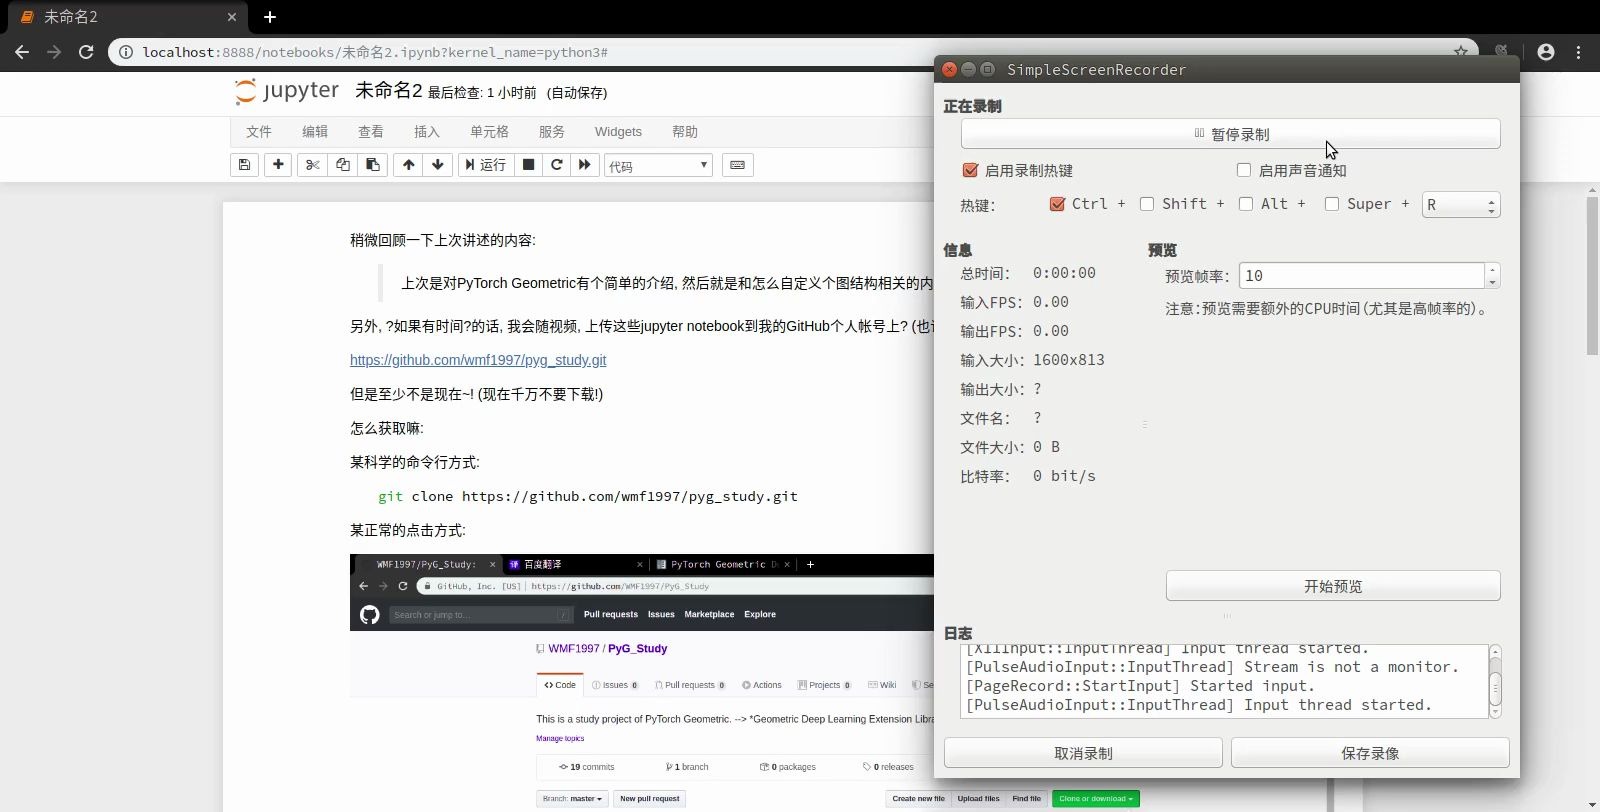 未命名2
localhost:8888/notebooks/未命名2.ipynb?kernel_name=python3#
jupyter 未命名2 最后检查: 1 小时前 (自动保存)
文件 编辑 查看 插入 单元格 服务 Widgets 帮助
运行 代码
稍微回顾一下上次讲述的内容:
上次是对PyTorch Geometric有个简单的介绍, 然后就是和怎么自定义个图结构相关的内
另外, ?如果有时间?的话, 我会随视频, 上传这些jupyter notebook到我的GitHub个人帐号上? (也
https://github.com/wmf1997/pyg_study.git
但是至少不是现在~! (现在千万不要下载!)
怎么获取嘛:
某科学的命令行方式:
git clone https://github.com/wmf1997/pyg_study.git
某正常的点击方式:
WMF1997/PyG_Study: 百度翻译 PyTorch Geometric D
GitHub, Inc. [US] https://github.com/WMF1997/PyG_Study
Search or jump to... / Pull requests Issues Marketplace Explore
WMF1997 / PyG_Study
Code Issues 0 Pull requests 0 Actions Projects 0 Wiki Se
This is a study project of PyTorch Geometric. --> *Geometric Deep Learning Extension Libra
Manage topics
19 commits 1 branch 0 packages 0 releases
Branch: master New pull request Create new file Upload files Find file Clone or download
SimpleScreenRecorder
正在录制
暂停录制
启用录制热键 启用声音通知
热键: Ctrl + Shift + Alt + Super + R
信息 预览
总时间: 0:00:00 预览帧率: 10
输入FPS: 0.00 注意:预览需要额外的CPU时间(尤其是高帧率的)。
输出FPS: 0.00
输入大小: 1600x813
输出大小: ?
文件名: ?
文件大小: 0 B
比特率: 0 bit/s
开始预览
日志
[X11Input::InputThread] Input thread started.
[PulseAudioInput::InputThread] Stream is not a monitor.
[PageRecord::StartInput] Started input.
[PulseAudioInput::InputThread] Input thread started.
取消录制 保存录像